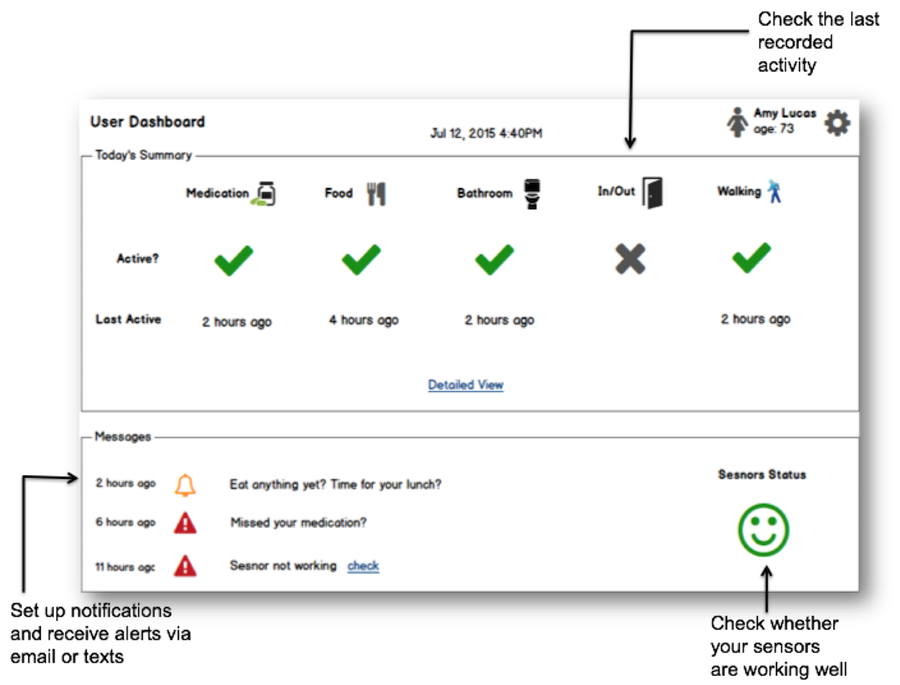 Check the last
recorded
activity
User Dashboard
Jul 12, 2015 4:40PM
Amy Lucas
age: 73
Today's Summary
Medication
Food
Bathroom
In/Out
Walking
Active?
Last Active
2 hours ago
4 hours ago
2 hours ago
2 hours ago
Detailed View
Messages
2 hours ago
Eat anything yet? Time for your lunch?
Sesnors Status
6 hours ago
Missed your medication?
11 hours agc
Sesnor not working check
Set up notifications
and receive alerts via
email or texts
Check whether
your sensors
are working well